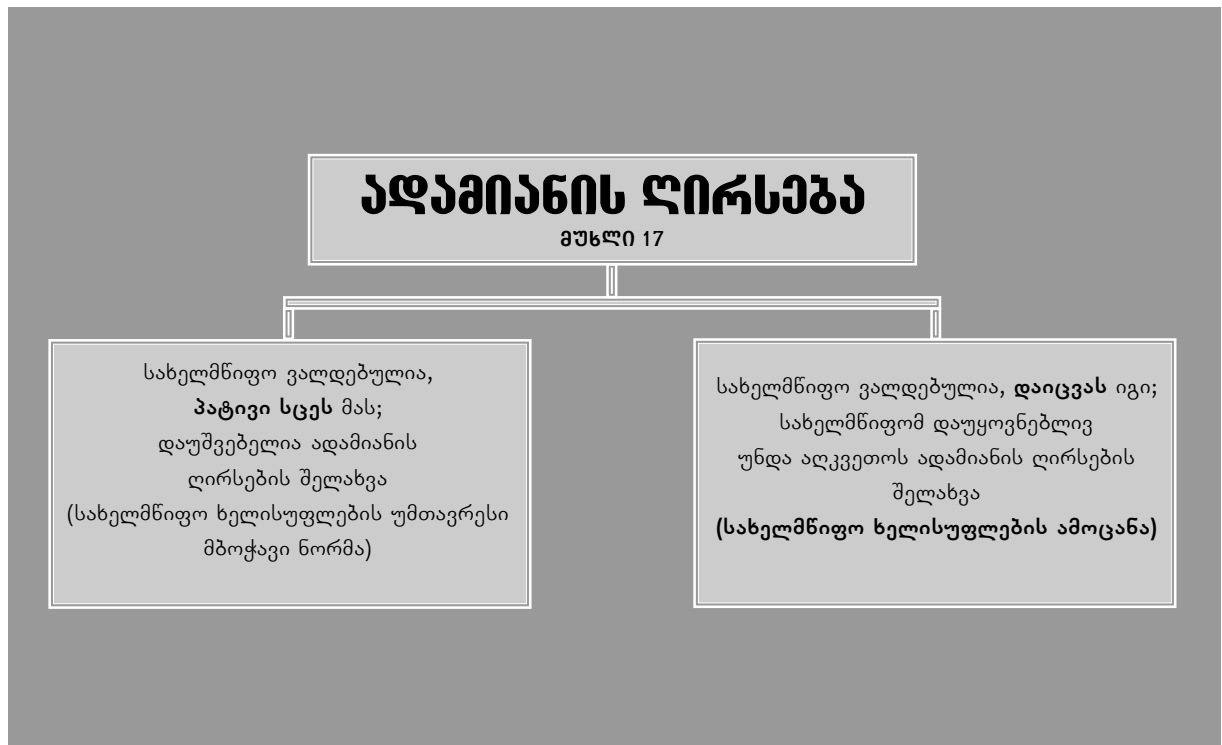 ადამიანის ღირსება
მუხლი 17
სახელმწიფო ვალდებულია,
პატივი სცეს მას;
დაუშვებელია ადამიანის
ღირსების შელახვა
(სახელმწიფო ხელისუფლების უმთავრესი
მბოჭავი ნორმა)
სახელმწიფო ვალდებულია, დაიცვას იგი;
სახელმწიფომ დაუყოვნებლივ
უნდა აღკვეთოს ადამიანის ღირსების
შელახვა
(სახელმწიფო ხელისუფლების ამოცანა)